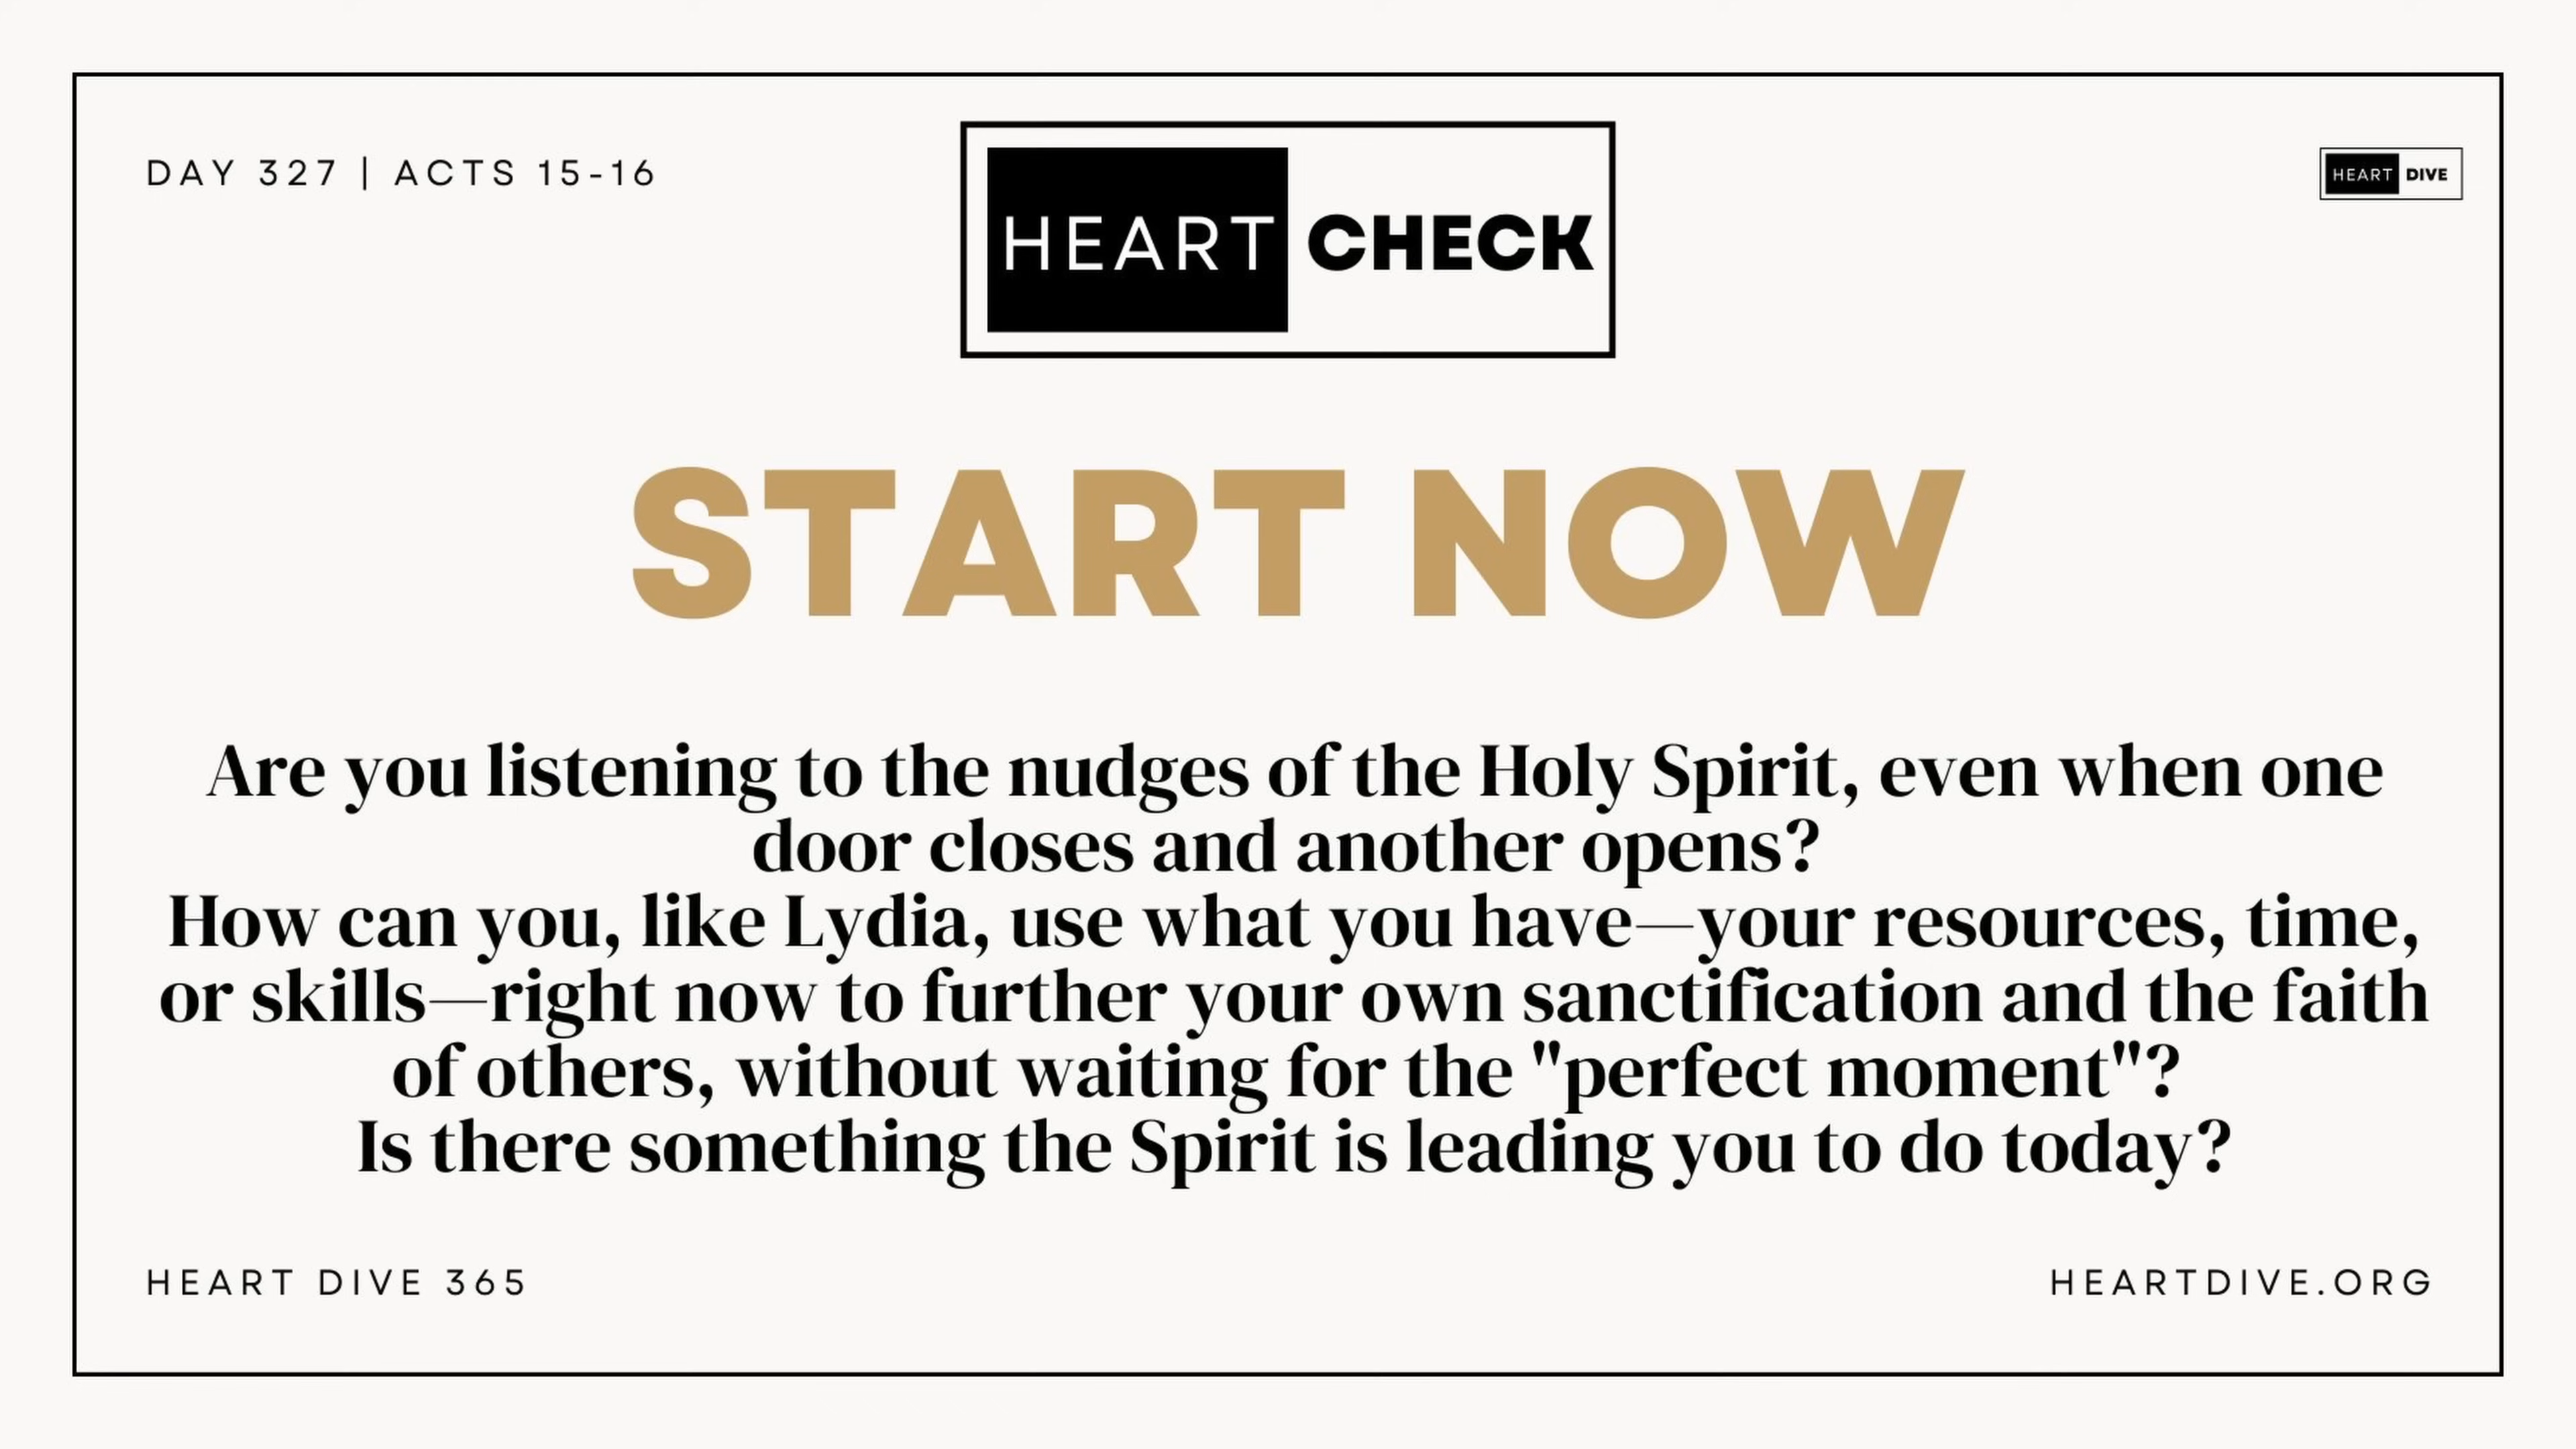 DAY 327 | ACTS 15-16
HEART CHECK
HEART DIVE
START NOW
Are you listening to the nudges of the Holy Spirit, even when one
door closes and another opens?
How can you, like Lydia, use what you have—your resources, time,
or skills—right now to further your own sanctification and the faith
of others, without waiting for the "perfect moment"?
Is there something the Spirit is leading you to do today?
HEART DIVE 365
HEARTDIVE.ORG